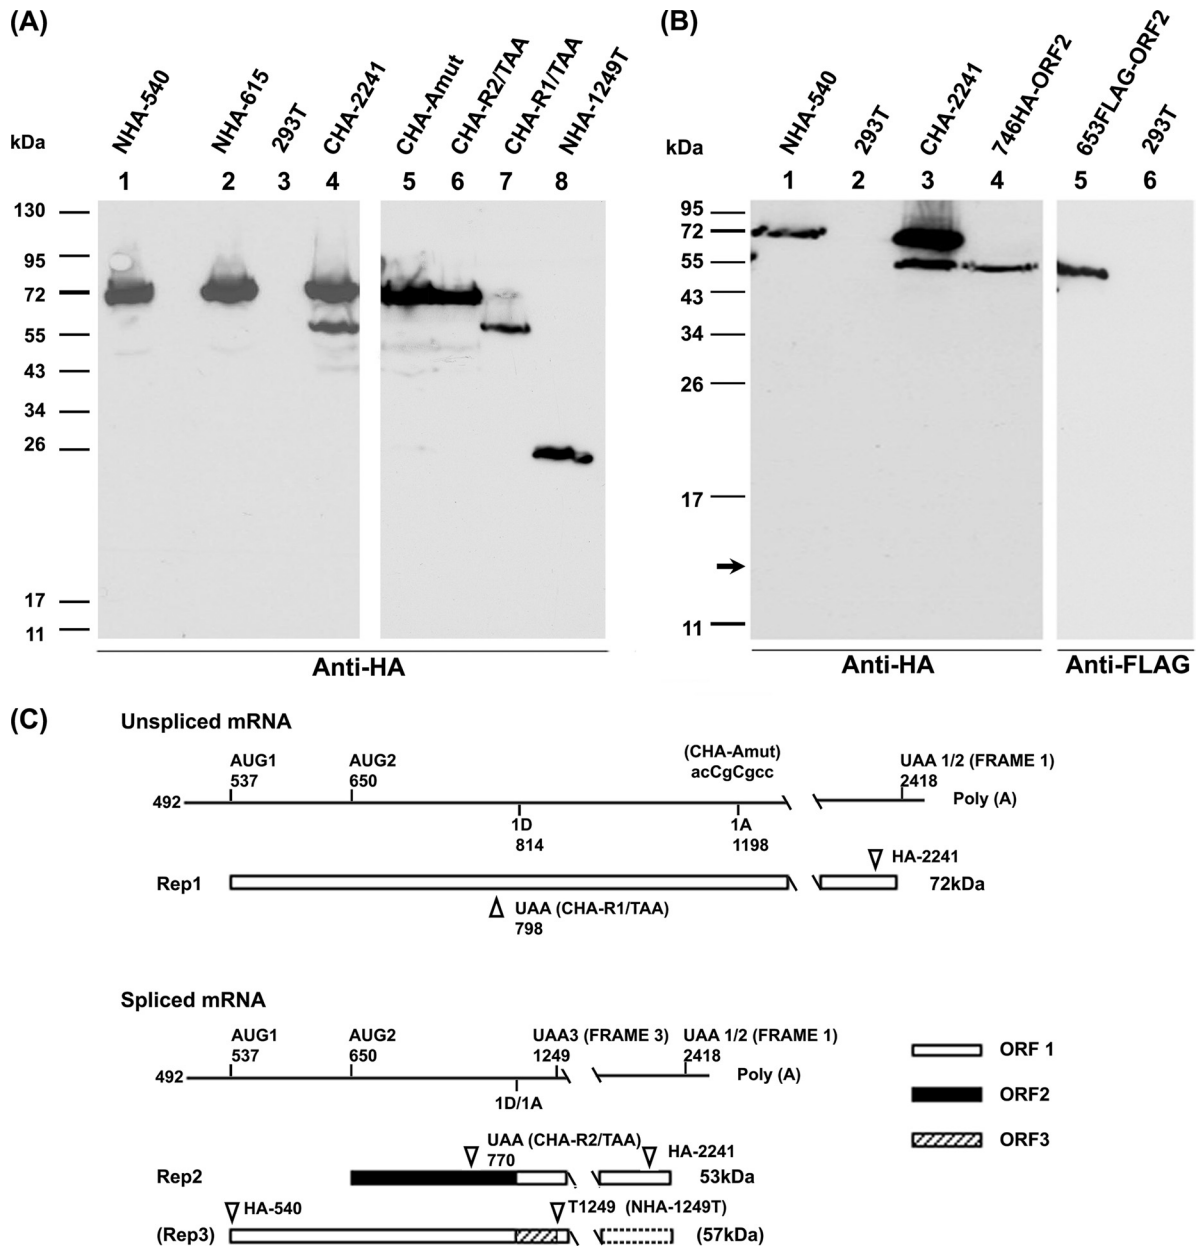 (A)
NHA-540
NHA-615
293T
CHA-2241
CHA-Amut
CHA-R2/TAA
CHA-R1/TAA
NHA-1249T
kDa
1 2 3 4 5 6 7 8
130
95
72
55
43
34
26
17
11
Anti-HA
(B)
NHA-540
293T
CHA-2241
746HA-ORF2
653FLAG-ORF2
293T
kDa
1 2 3 4 5 6
95
72
55
43
34
26
17
11
Anti-HA
Anti-FLAG
(C)
Unspliced mRNA
AUG1
537
AUG2
650
(CHA-Amut)
acCgCgcc
UAA 1/2 (FRAME 1)
2418
492
Poly (A)
1D
814
1A
1198
HA-2241
Rep1
72kDa
UAA (CHA-R1/TAA)
798
Spliced mRNA
AUG1
537
AUG2
650
UAA3 (FRAME 3)
1249
UAA 1/2 (FRAME 1)
2418
492
Poly (A)
1D/1A
ORF 1
ORF2
ORF3
UAA (CHA-R2/TAA)
770
HA-2241
Rep2
53kDa
HA-540
T1249 (NHA-1249T)
(Rep3)
(57kDa)